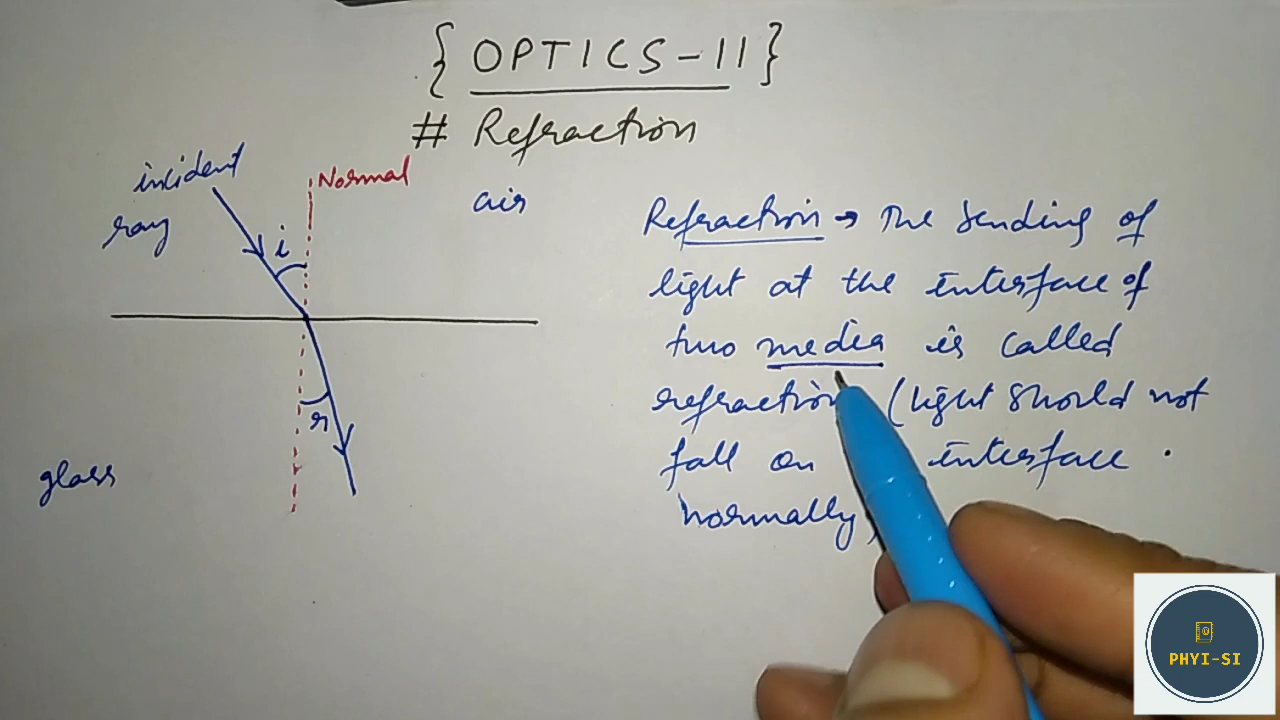 { OPTICS-11 }
# Refraction
incident
ray
Normal
air
i
r
glass
Refraction → The bending of
light at the interface of
two media is called
refraction (light should not
fall on interface .
normally)
PHYI-SI